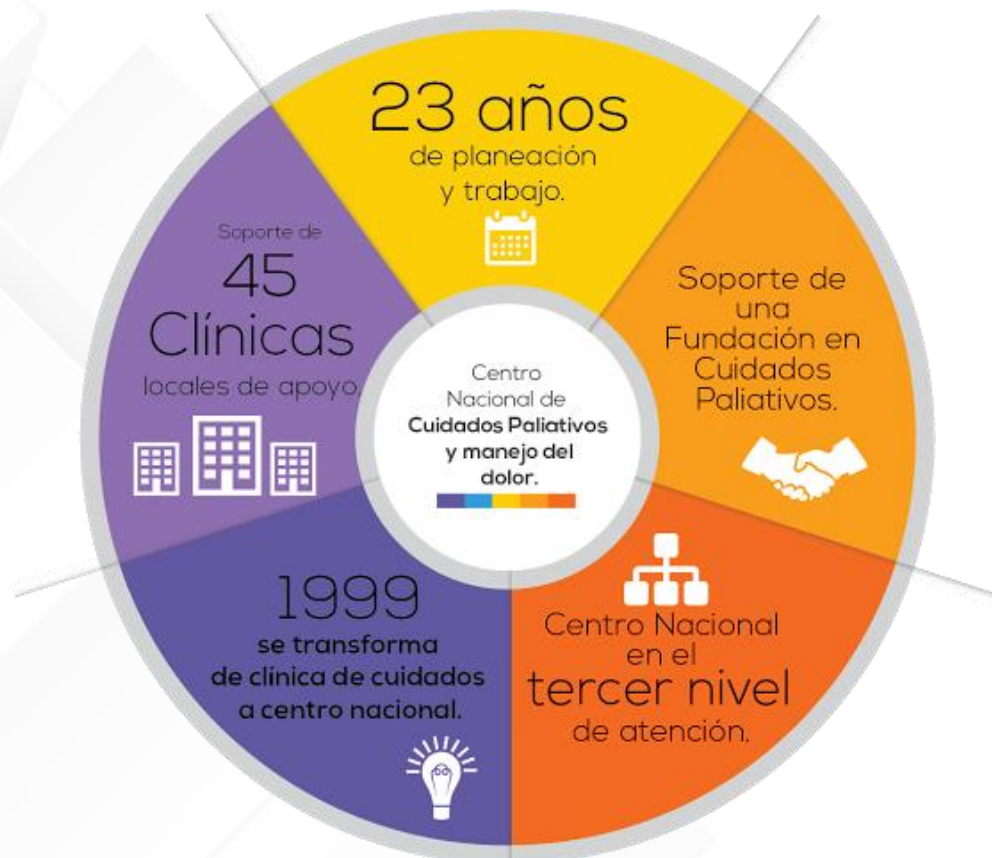 23 años
de planeación
y trabajo.
Soporte de
una
Fundación en
Cuidados
Paliativos.
Centro Nacional
en el
tercer nivel
de atención.
1999
se transforma
de clínica de cuidados
a centro nacional.
Soporte de
45
Clínicas
locales de apoyo.
Centro
Nacional de
Cuidados Paliativos
y manejo del
dolor.